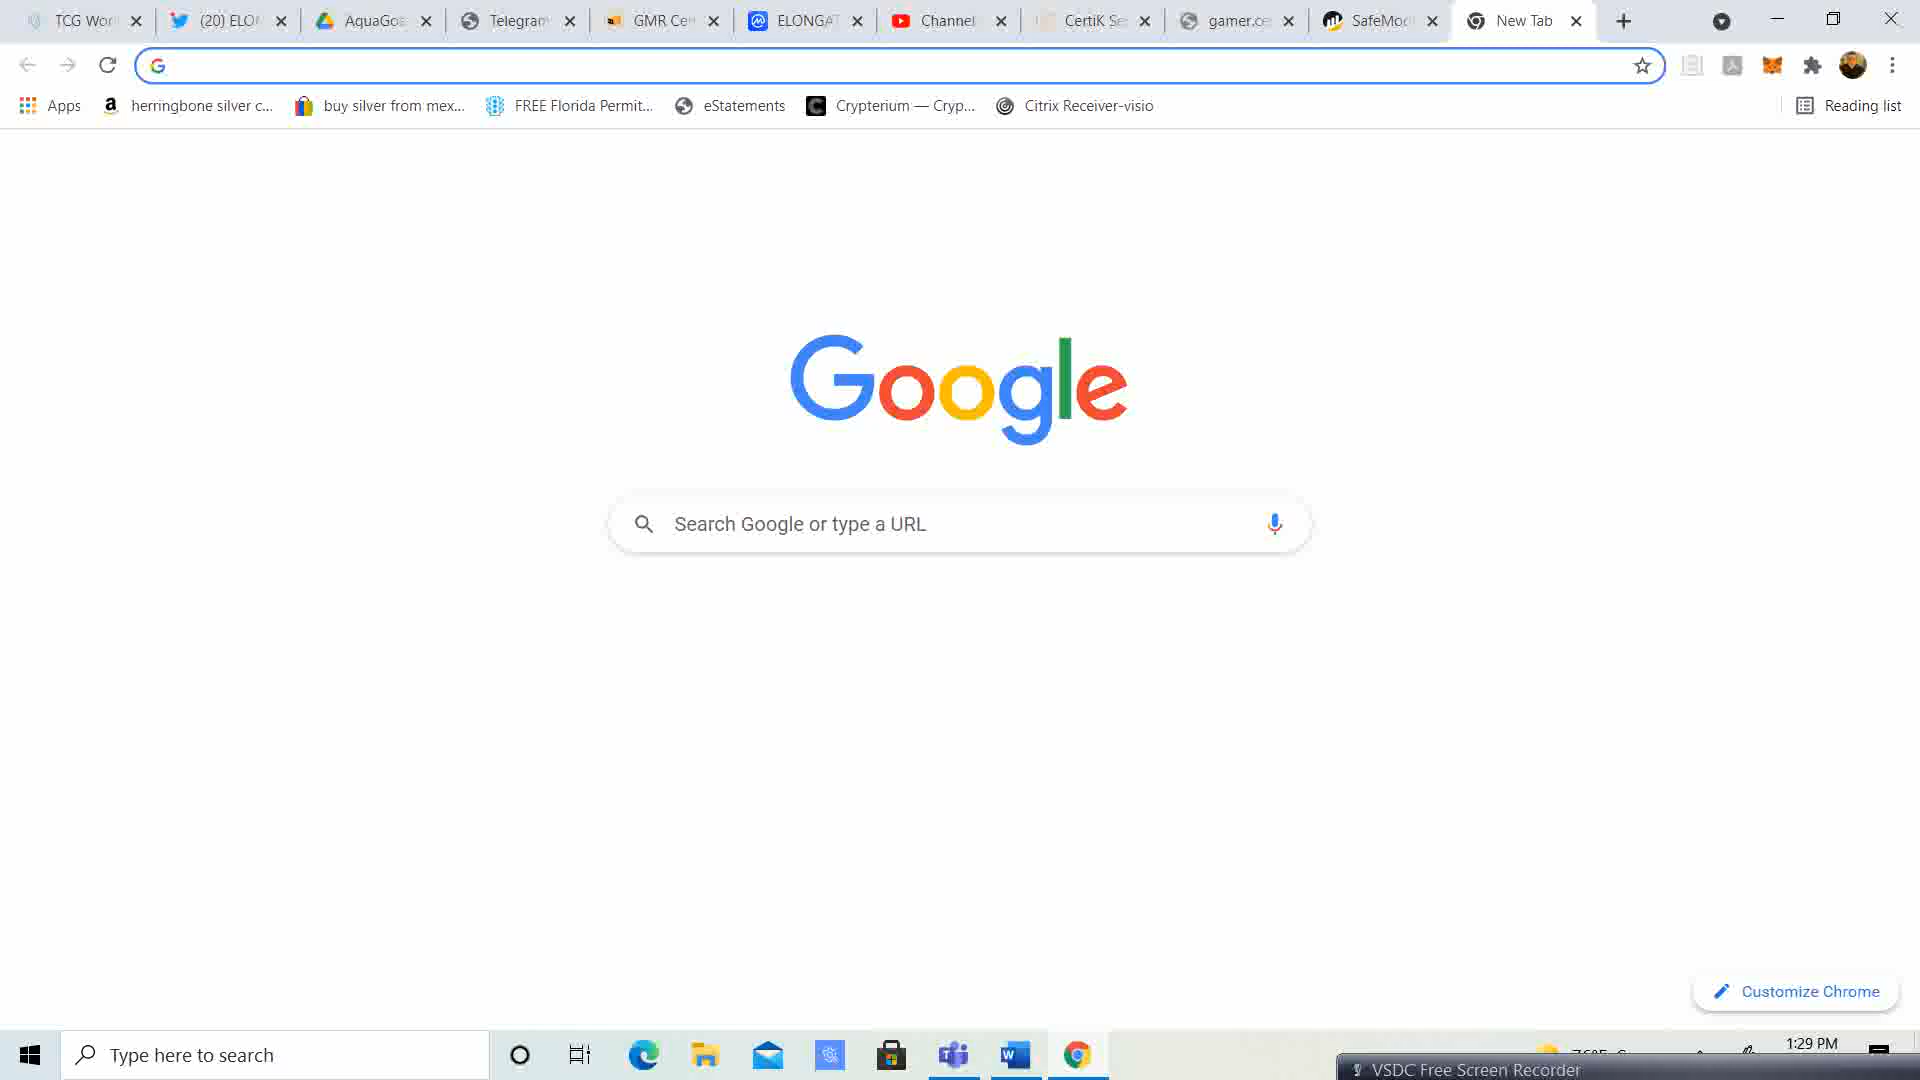 TCG Wor
(20) ELO
AquaGoa
Telegram
GMR Cen
ELONGAT
Channel
CertiK Se
gamer.ce
SafeMoo
New Tab
Apps
herringbone silver c...
buy silver from mex...
FREE Florida Permit...
eStatements
Crypterium — Cryp...
Citrix Receiver-visio
Reading list
Google
Search Google or type a URL
Customize Chrome
Type here to search
1:29 PM
VSDC Free Screen Recorder